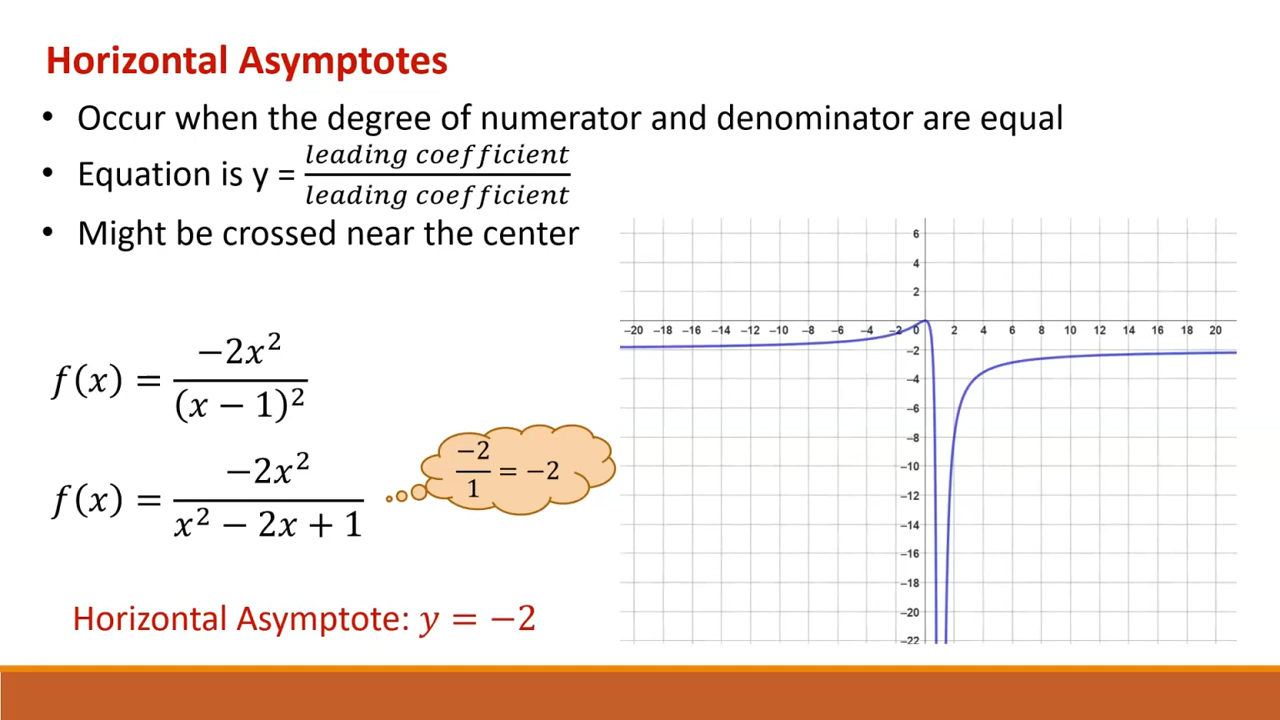 Horizontal Asymptotes
• Occur when the degree of numerator and denominator are equal
• Equation is y = leading coefficient / leading coefficient
• Might be crossed near the center
f(x) = −2x² / (x − 1)²
f(x) = −2x² / x² − 2x + 1
−2 / 1 = −2
Horizontal Asymptote: y = −2
6
4
2
−20 −18 −16 −14 −12 −10 −8 −6 −4 −2 0 2 4 6 8 10 12 14 16 18 20
−2
−4
−6
−8
−10
−12
−14
−16
−18
−20
−22